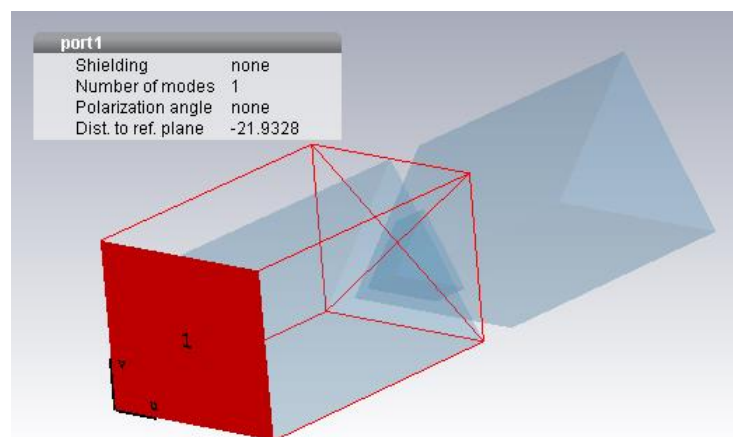 port1
Shielding none
Number of modes 1
Polarization angle none
Dist. to ref. plane -21.9328
1
v
u